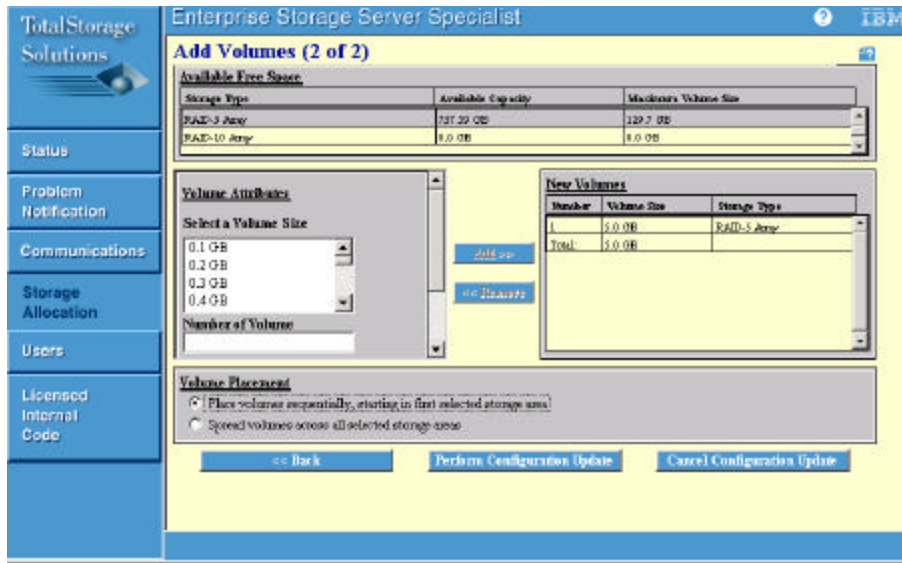 TotalStorage
Solutions
Enterprise Storage Server Specialist
IBM
Add Volumes (2 of 2)
Available Free Space
Storage Type Available Capacity Maximum Volume Size
RAID-5 Array 129.7 GB
RAID-10 Array 0.0 GB 0.0 GB
Status
Problem
Notification
Communications
Storage
Allocation
Users
Licensed
Internal
Code
Volume Attributes
Select a Volume Size
0.1 GB
0.2 GB
0.3 GB
0.4 GB
Number of Volume
Add >>
<< Remove
New Volumes
Number Volume Size Storage Type
1 5.0 GB RAID-5 Array
Total: 5.0 GB
Volume Placement
Place volumes sequentially, starting in first selected storage area
Spread volumes across all selected storage areas
<< Back Perform Configuration Update Cancel Configuration Update